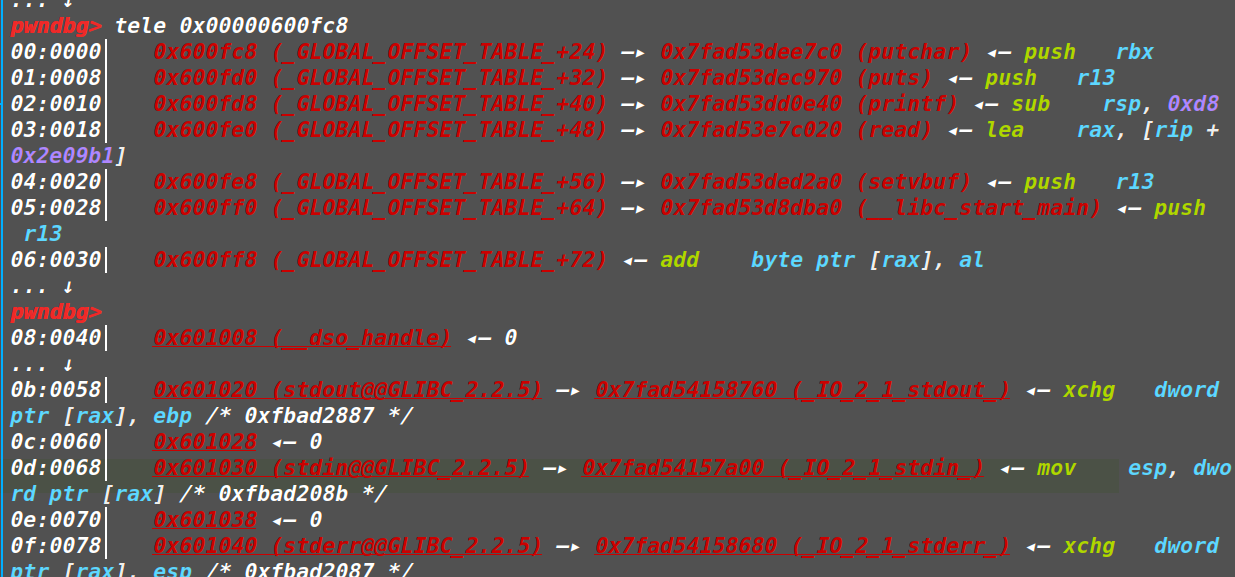 ... ↓
pwndbg> tele 0x00000600fc8
00:0000│ 0x600fc8 (_GLOBAL_OFFSET_TABLE_+24) —▸ 0x7fad53dee7c0 (putchar) ◂— push rbx
01:0008│ 0x600fd0 (_GLOBAL_OFFSET_TABLE_+32) —▸ 0x7fad53dec970 (puts) ◂— push r13
02:0010│ 0x600fd8 (_GLOBAL_OFFSET_TABLE_+40) —▸ 0x7fad53dd0e40 (printf) ◂— sub rsp, 0xd8
03:0018│ 0x600fe0 (_GLOBAL_OFFSET_TABLE_+48) —▸ 0x7fad53e7c020 (read) ◂— lea rax, [rip +
0x2e09b1]
04:0020│ 0x600fe8 (_GLOBAL_OFFSET_TABLE_+56) —▸ 0x7fad53ded2a0 (setvbuf) ◂— push r13
05:0028│ 0x600ff0 (_GLOBAL_OFFSET_TABLE_+64) —▸ 0x7fad53d8dba0 (__libc_start_main) ◂— push
r13
06:0030│ 0x600ff8 (_GLOBAL_OFFSET_TABLE_+72) ◂— add byte ptr [rax], al
... ↓
pwndbg>
08:0040│ 0x601008 (__dso_handle) ◂— 0
... ↓
0b:0058│ 0x601020 (stdout@@GLIBC_2.2.5) —▸ 0x7fad54158760 (_IO_2_1_stdout_) ◂— xchg dword
ptr [rax], ebp /* 0xfbad2887 */
0c:0060│ 0x601028 ◂— 0
0d:0068│ 0x601030 (stdin@@GLIBC_2.2.5) —▸ 0x7fad54157a00 (_IO_2_1_stdin_) ◂— mov esp, dwo
rd ptr [rax] /* 0xfbad208b */
0e:0070│ 0x601038 ◂— 0
0f:0078│ 0x601040 (stderr@@GLIBC_2.2.5) —▸ 0x7fad54158680 (_IO_2_1_stderr_) ◂— xchg dword
ptr [rax], esp /* 0xfbad2087 */